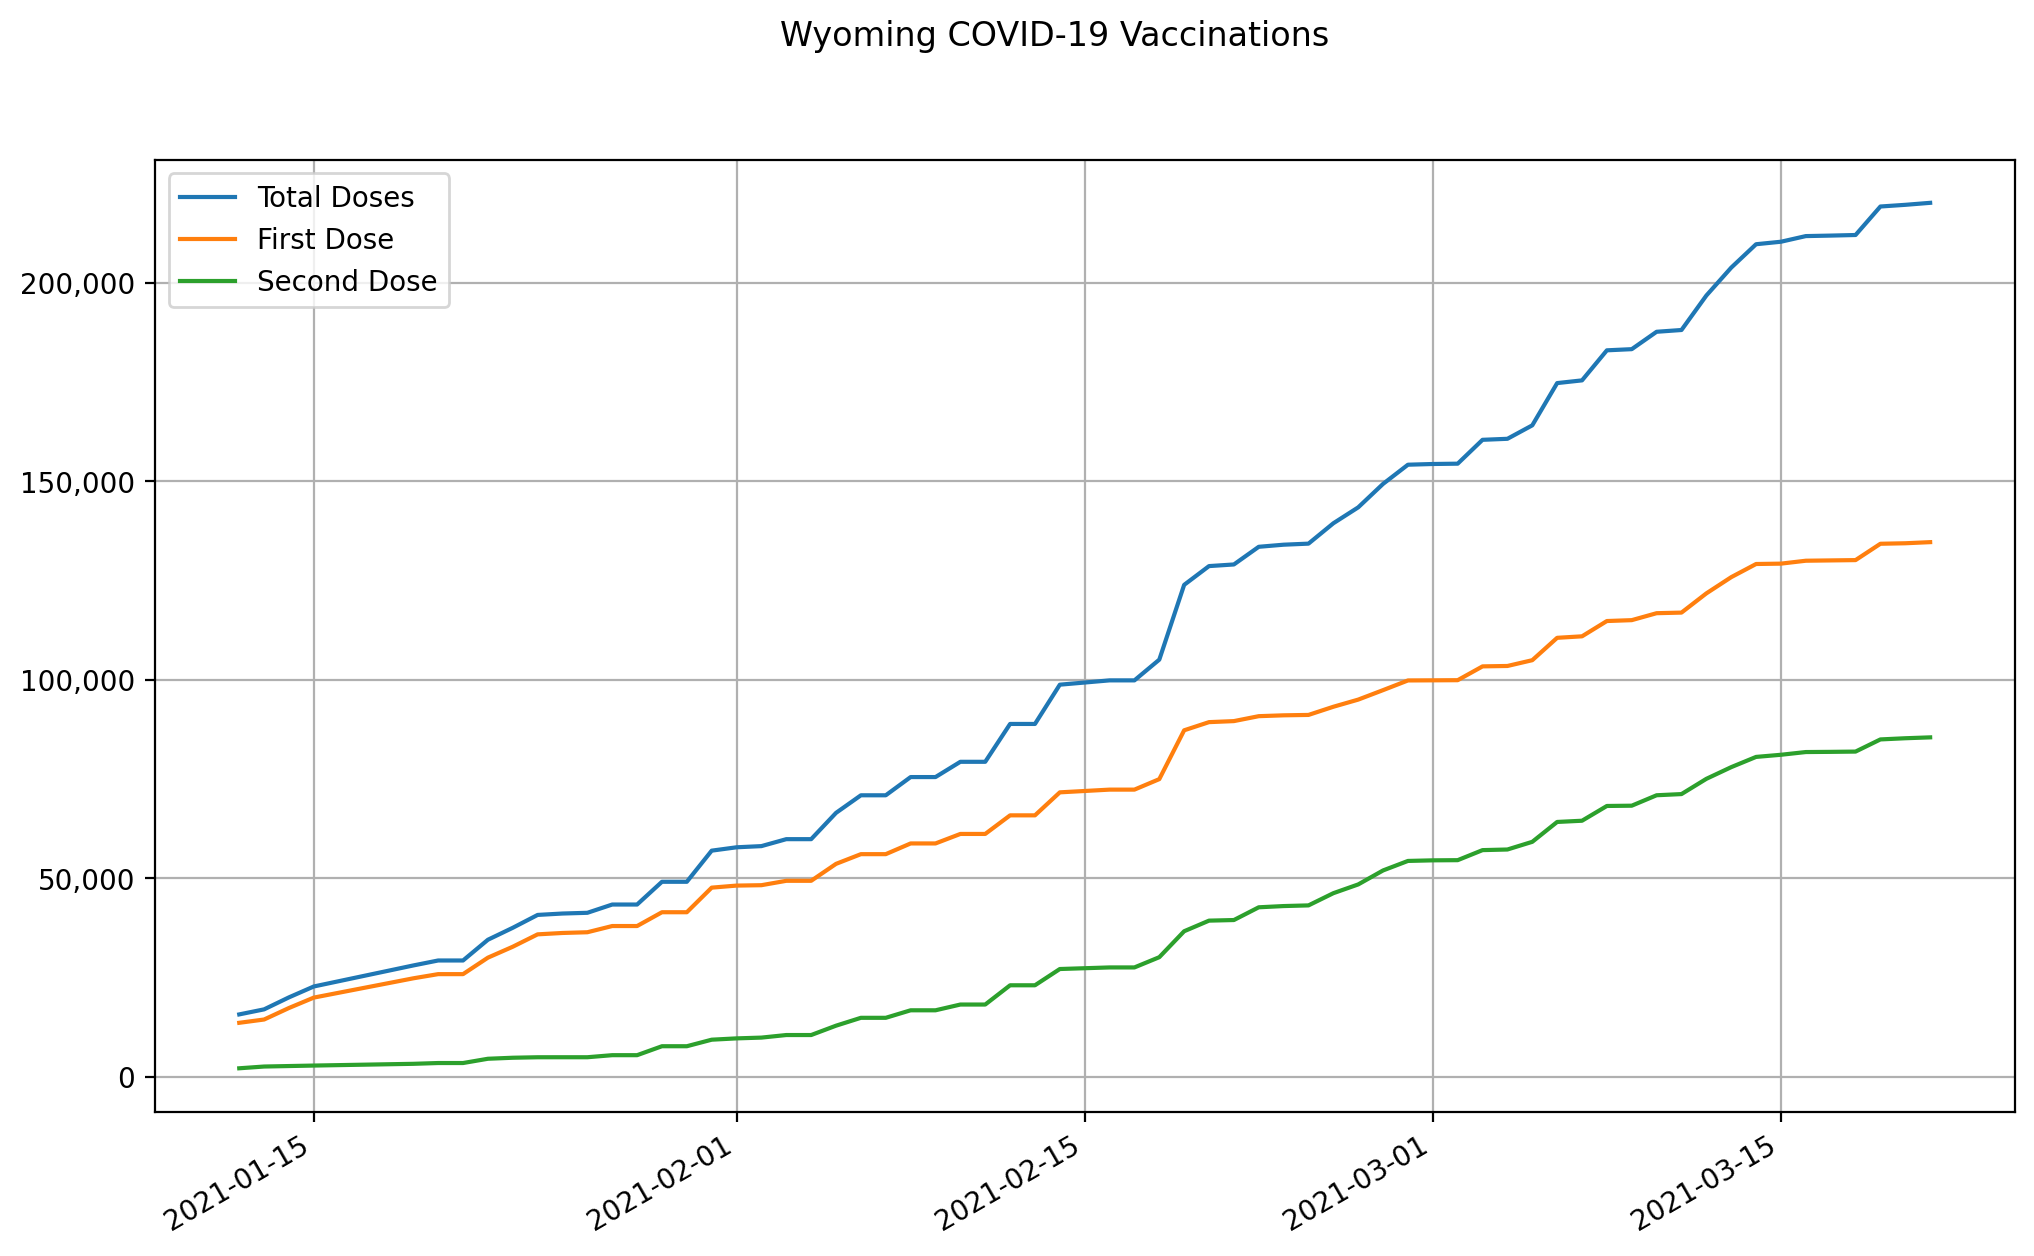 Wyoming COVID-19 Vaccinations
Total Doses
First Dose
Second Dose
200,000
150,000
100,000
50,000
0
2021-01-15
2021-02-01
2021-02-15
2021-03-01
2021-03-15